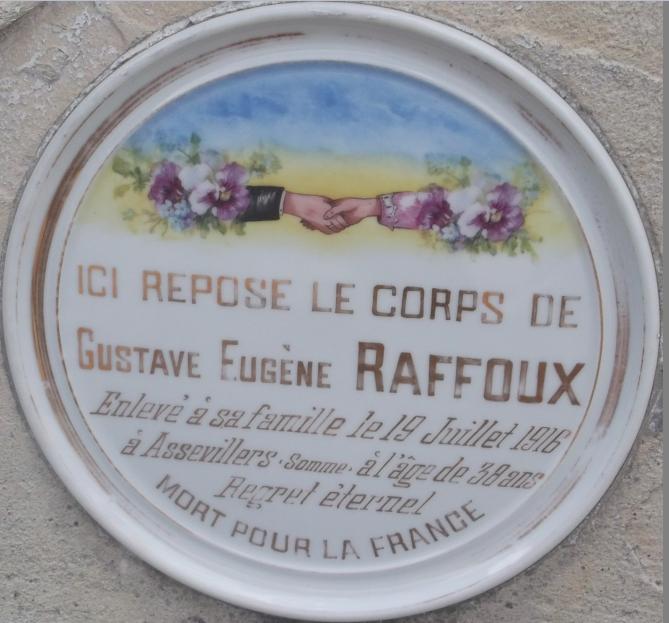 ICI REPOSE LE CORPS DE
GUSTAVE EUGÈNE RAFFOUX
Enlevé à sa famille le 19 Juillet 1916
à Assevillers · Somme · à l'âge de 38 ans
Regret éternel
MORT POUR LA FRANCE